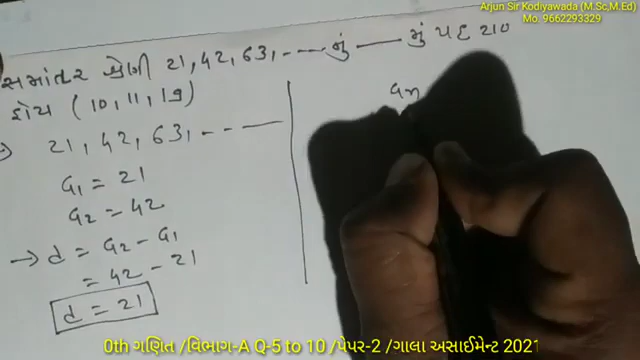 Arjun Sir Kodiyawada (M.Sc,M.Ed)
Mo: 9662293329
સમાંતર શ્રેણી 21, 42, 63, --- નું ___ મું પદ 210
હોય (10, 11, 19)
→ 21, 42, 63, ---
a₁ = 21
a₂ = 42
→ d = a₂ - a₁
= 42 - 21
d = 21
an
0th ગણિત /વિભાગ-A Q-5 to 10 /પેપર-2 /ગાલા અસાઈમેન્ટ 2021